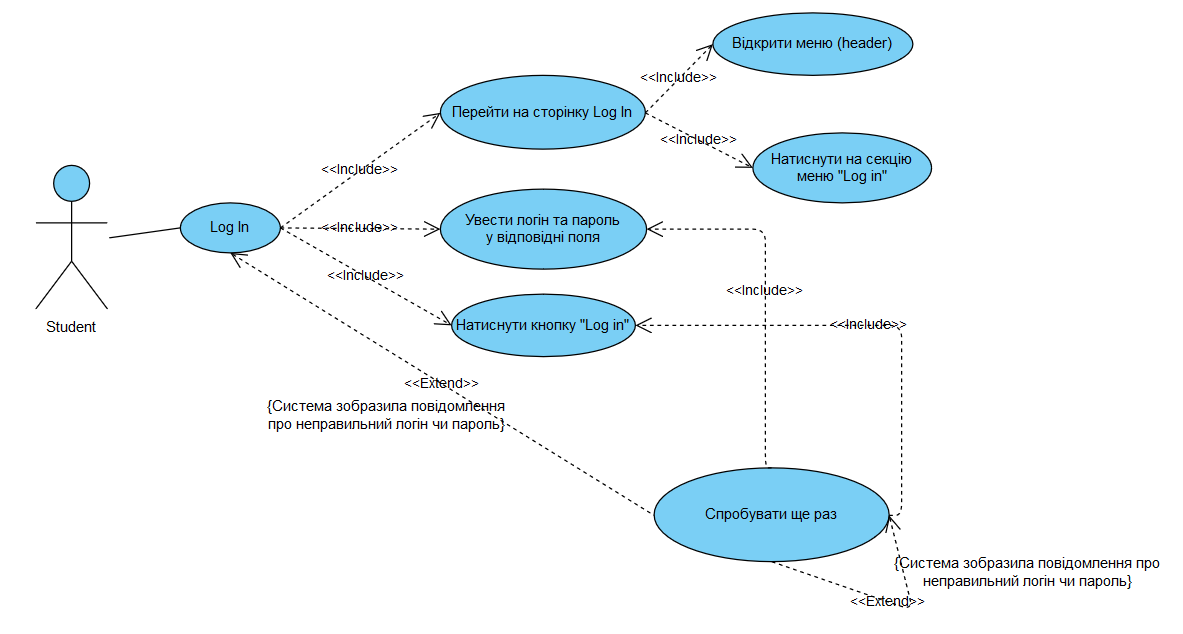 Відкрити меню (header)
<<Include>>
Перейти на сторінку Log In
<<Include>>
Натиснути на секцію
меню "Log in"
<<Include>>
Увести логін та пароль
у відповідні поля
Log In
<<Include>>
<<Include>>
<<Include>>
Student
Натиснути кнопку "Log in"
<<Include>>
<<Extend>>
{Система зобразила повідомлення
про неправильний логін чи пароль}
Спробувати ще раз
{Система зобразила повідомлення про
неправильний логін чи пароль}
<<Extend>>